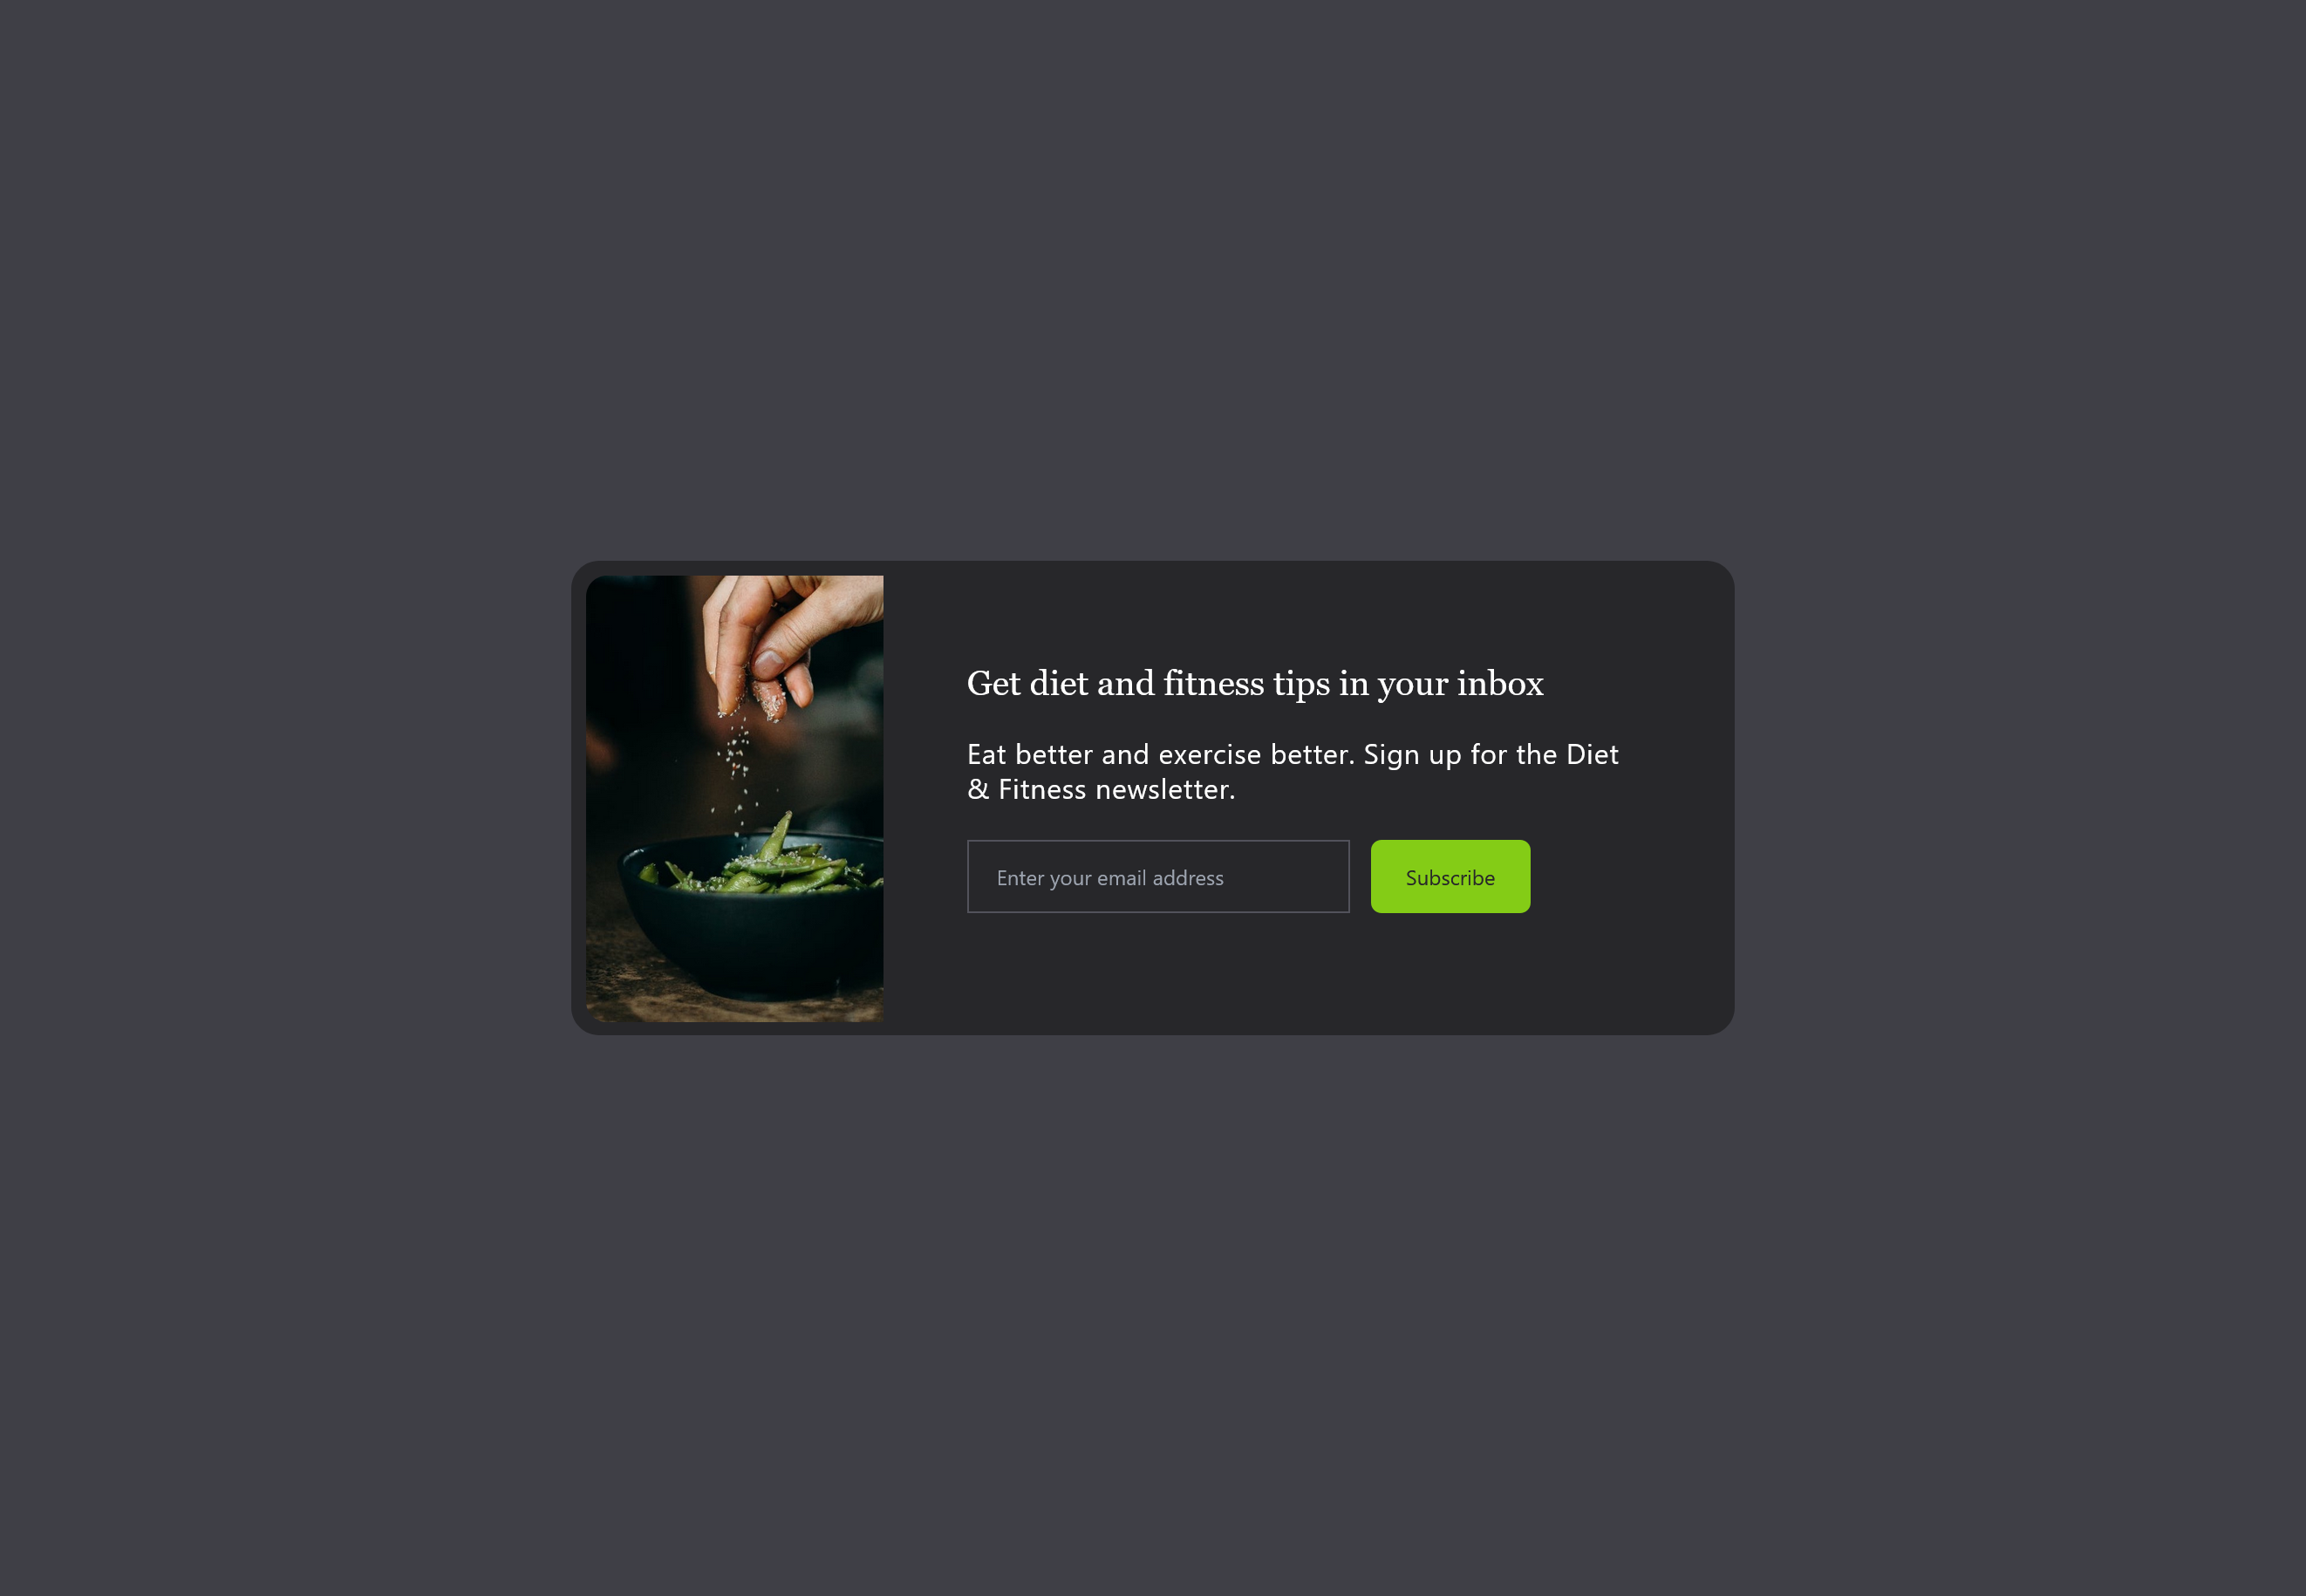 Get diet and fitness tips in your inbox
Eat better and exercise better. Sign up for the Diet
& Fitness newsletter.
Enter your email address
Subscribe